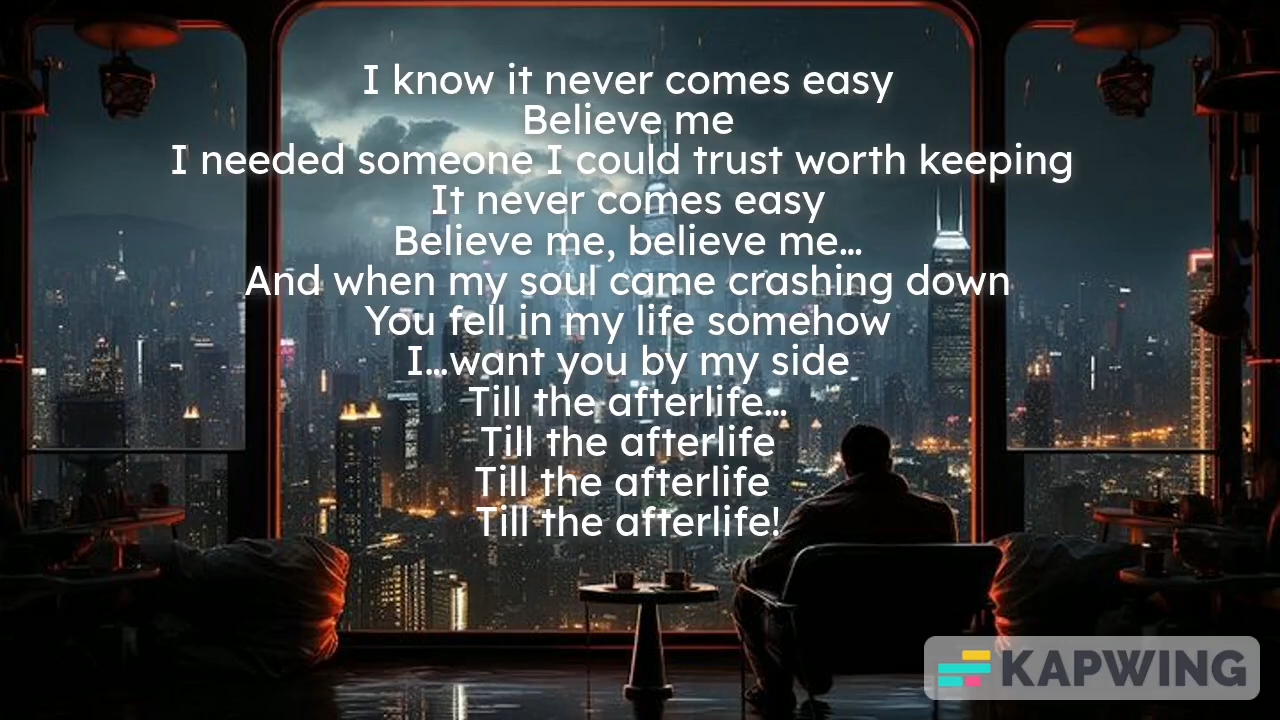 I know it never comes easy
Believe me
I needed someone I could trust worth keeping
It never comes easy
Believe me, believe me...
And when my soul came crashing down
You fell in my life somehow
I...want you by my side
Till the afterlife...
Till the afterlife
Till the afterlife
Till the afterlife!
KAPWING